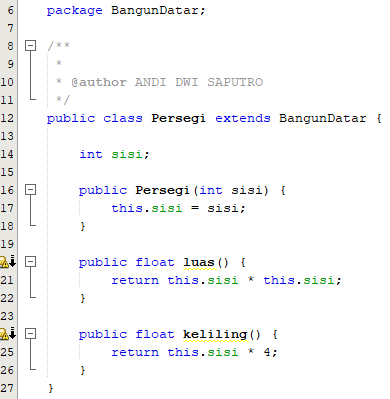 6 package BangunDatar;
7
8 /**
9 *
10 * @author ANDI DWI SAPUTRO
11 */
12 public class Persegi extends BangunDatar {
13
14 int sisi;
15
16 public Persegi(int sisi) {
17 this.sisi = sisi;
18 }
19
public float luas() {
21 return this.sisi * this.sisi;
22 }
23
public float keliling() {
25 return this.sisi * 4;
26 }
27 }